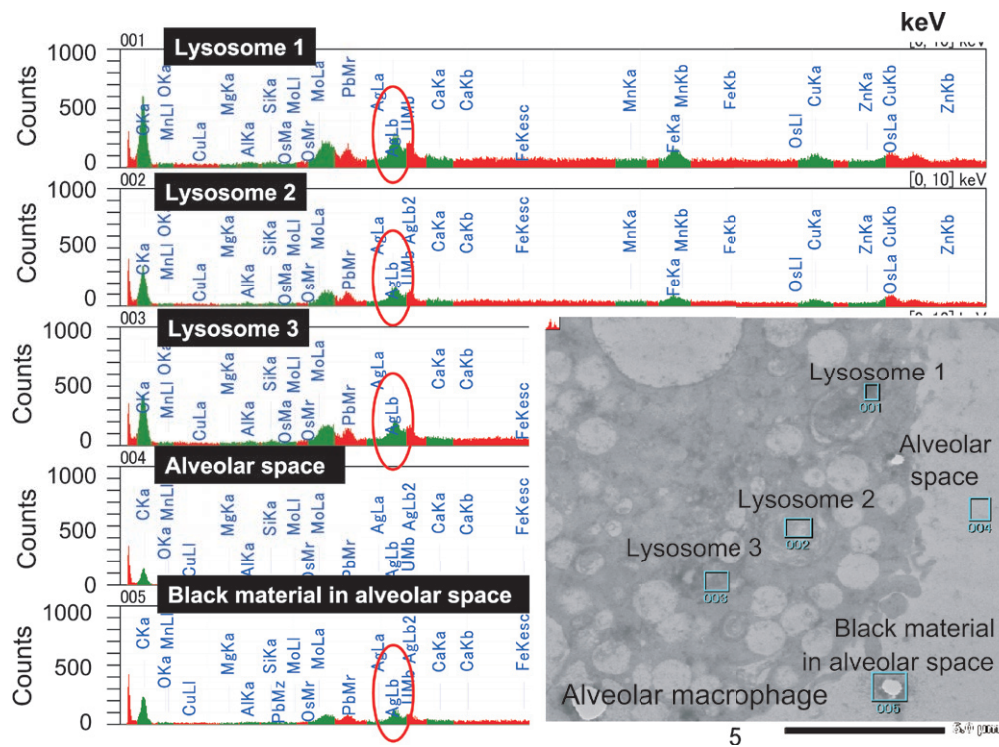 keV
1000
500
0
Counts
001
Lysosome 1
[0, 10] keV
CKa
OKa
MnLl
CuLa
MgKa
AlKa
SiKa
OsMa
MoLl
OsMr
MoLa
PbMr
AgLa
AgLb
UMb
CaKa
CaKb
FeKesc
MnKa
FeKa
MnKb
FeKb
OsLl
CuKa
ZnKa
OsLa
CuKb
ZnKb
1000
500
0
Counts
002
Lysosome 2
[0, 10] keV
CKa
OKa
MnLl
CuLa
MgKa
AlKa
SiKa
OsMa
MoLl
OsMr
MoLa
PbMr
AgLa
AgLb
UMb
AgLb2
CaKa
CaKb
FeKesc
MnKa
FeKa
MnKb
FeKb
OsLl
CuKa
ZnKa
OsLa
CuKb
ZnKb
1000
500
0
Counts
003
Lysosome 3
CKa
OKa
MnLl
CuLa
MgKa
AlKa
SiKa
OsMa
MoLl
OsMr
MoLa
PbMr
AgLa
AgLb
CaKa
CaKb
FeKesc
1000
500
0
Counts
004
Alveolar space
CKa
OKa
MnLl
CuLl
MgKa
AlKa
SiKa
OsMa
MoLl
OsMr
MoLa
PbMr
AgLa
AgLb
UMb
AgLb2
CaKa
CaKb
FeKesc
1000
500
0
Counts
005
Black material in alveolar space
CKa
OKa
MnLl
CuLl
MgKa
AlKa
SiKa
PbMz
MoLl
OsMr
MoLa
PbMr
AgLa
AgLb
UMb
AgLb2
CaKa
CaKb
FeKesc
Lysosome 1
001
Alveolar
space
004
Lysosome 2
002
Lysosome 3
003
Black material
in alveolar space
005
Alveolar macrophage
5